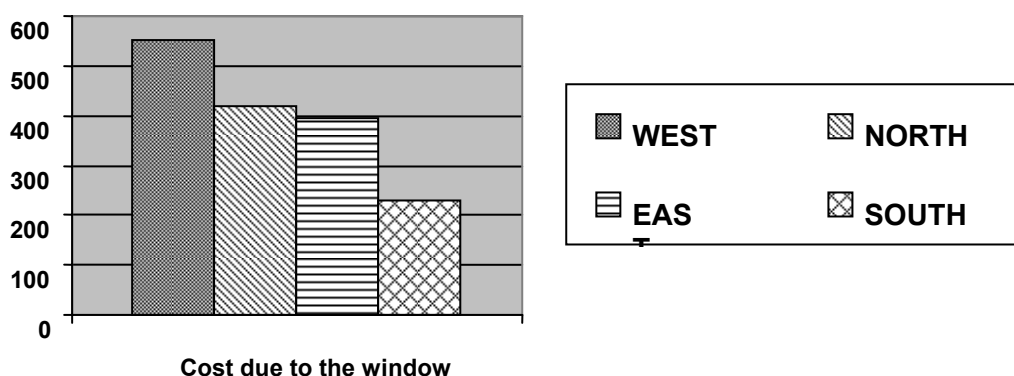 600
500
400
300
200
100
0
Cost due to the window
WEST
NORTH
EAS
T
SOUTH